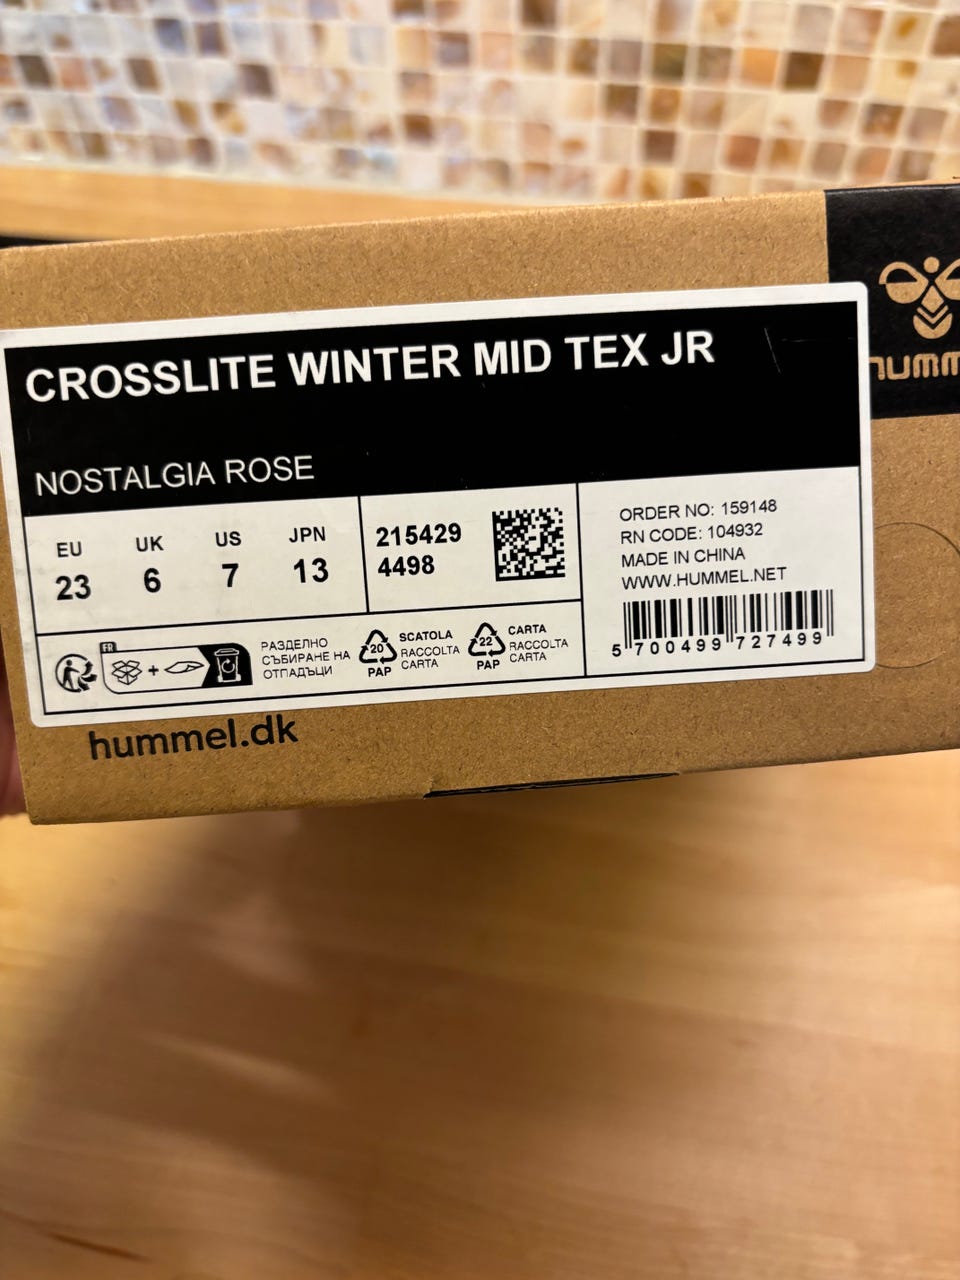 CROSSLITE WINTER MID TEX JR
NOSTALGIA ROSE
EU UK US JPN
23 6 7 13
215429
4498
ORDER NO: 159148
RN CODE: 104932
MADE IN CHINA
WWW.HUMMEL.NET
5 700499 727499
FR
+
РАЗДЕЛНО
СЪБИРАНЕ НА
ОТПАДЪЦИ
20
PAP
SCATOLA
RACCOLTA
CARTA
22
PAP
CARTA
RACCOLTA
CARTA
hummel.dk
humm